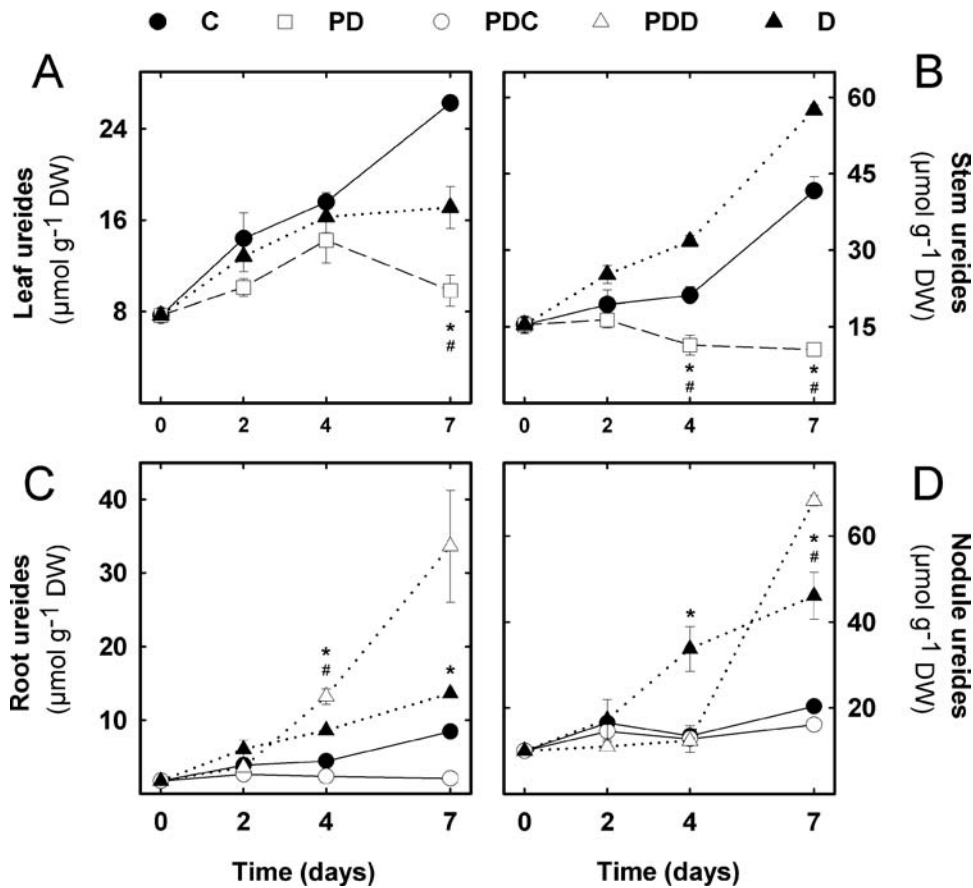 C PD PDC PDD D
A
B
24
16
8
Leaf ureides
(μmol g⁻¹ DW)
*
#
0 2 4 7
60
45
30
15
Stem ureides
(μmol g⁻¹ DW)
* *
# #
0 2 4 7
C
D
40
30
20
10
Root ureides
(μmol g⁻¹ DW)
*
#
*
0 2 4 7
Time (days)
60
40
20
Nodule ureides
(μmol g⁻¹ DW)
*
*
#
0 2 4 7
Time (days)